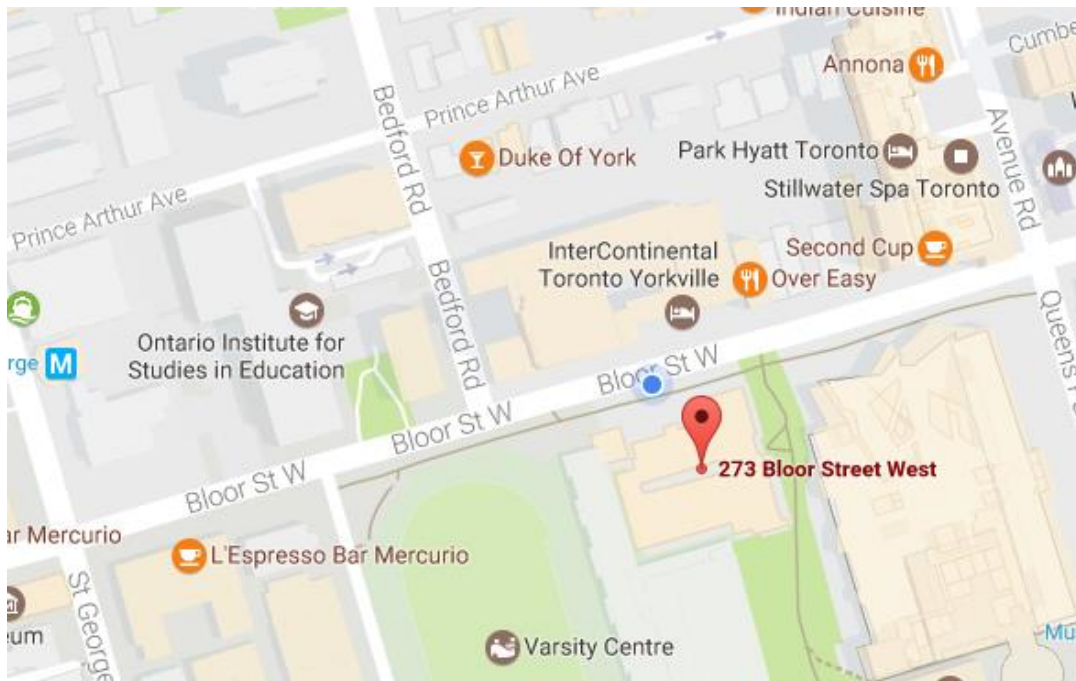 Indian Cuisine
Cumbe
Annona
Prince Arthur Ave
Bedford Rd
Avenue Rd
Duke Of York
Park Hyatt Toronto
Stillwater Spa Toronto
Prince Arthur Ave
InterContinental
Toronto Yorkville
Second Cup
Over Easy
Bedford Rd
Queens
Ontario Institute for
Studies in Education
rge M
Bloor St W
Bloor St W
273 Bloor Street West
Bloor St W
ar Mercurio
L'Espresso Bar Mercurio
St George
um
Varsity Centre
Mu